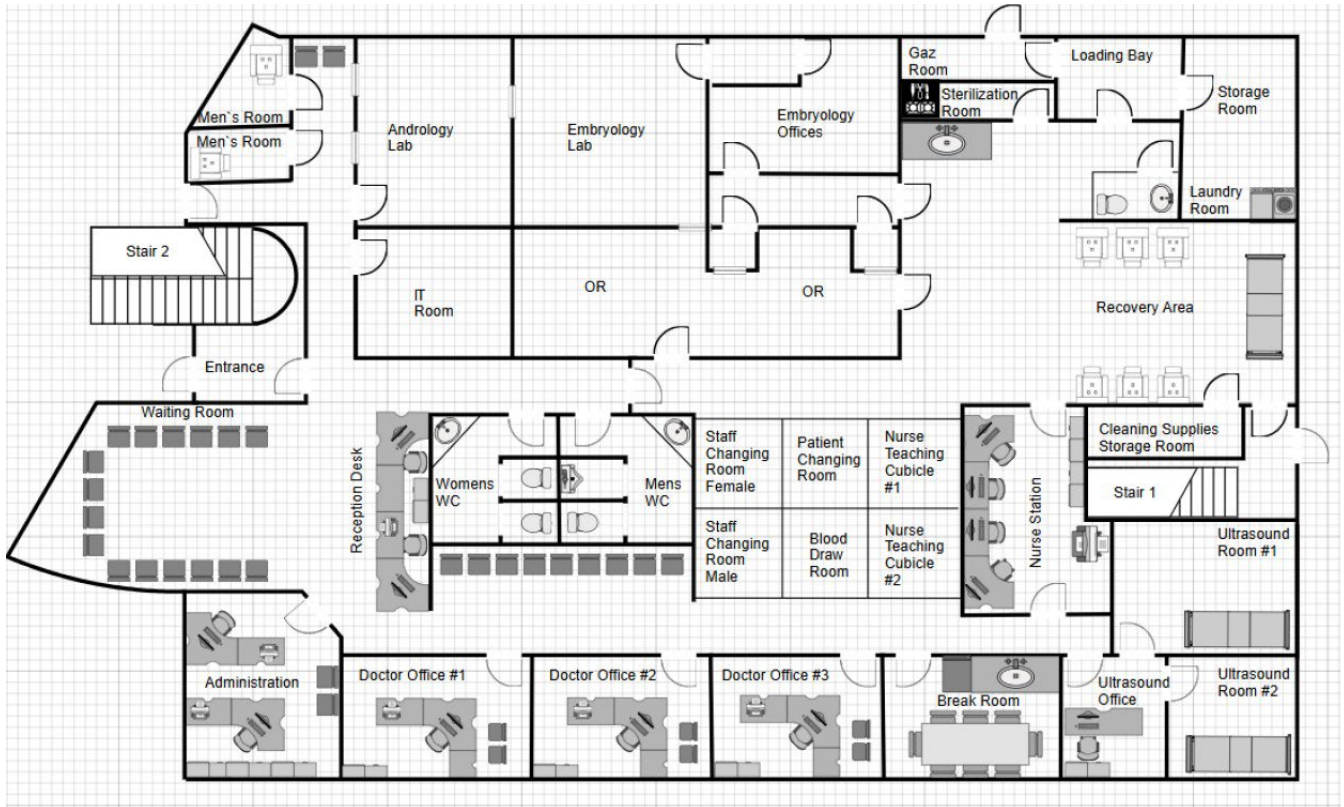 Gaz
Room
Loading Bay
Storage
Room
Sterilization
Room
Men`s Room
Men`s Room
Andrology
Lab
Embryology
Lab
Embryology
Offices
Laundry
Room
Stair 2
IT
Room
OR
OR
Recovery Area
Entrance
Waiting Room
Reception Desk
Womens
WC
Mens
WC
Staff
Changing
Room
Female
Patient
Changing
Room
Nurse
Teaching
Cubicle
#1
Staff
Changing
Room
Male
Blood
Draw
Room
Nurse
Teaching
Cubicle
#2
Nurse Station
Cleaning Supplies
Storage Room
Stair 1
Ultrasound
Room #1
Administration
Doctor Office #1
Doctor Office #2
Doctor Office #3
Break Room
Ultrasound
Office
Ultrasound
Room #2